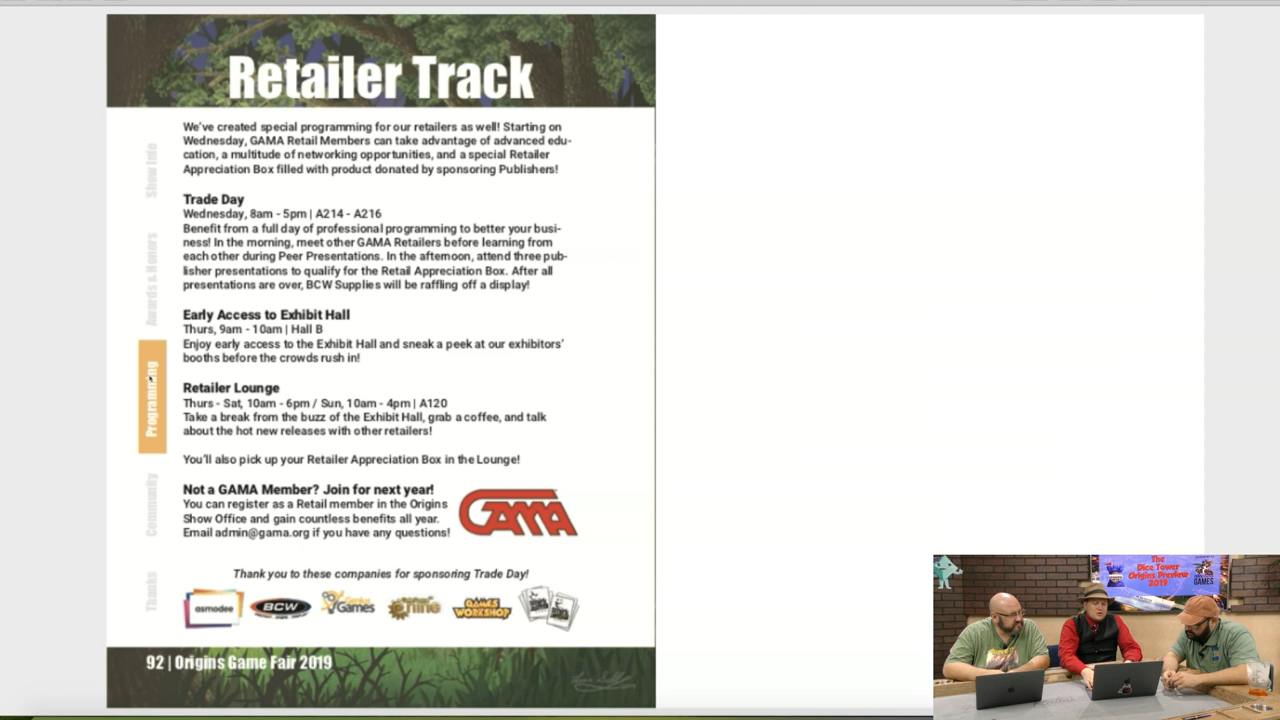 Retailer Track
We've created special programming for our retailers as well! Starting on
Wednesday, GAMA Retail Members can take advantage of advanced edu-
cation, a multitude of networking opportunities, and a special Retailer
Appreciation Box filled with product donated by sponsoring Publishers!
Trade Day
Wednesday, 8am - 5pm | A214 - A216
Benefit from a full day of professional programming to better your busi-
ness! In the morning, meet other GAMA Retailers before learning from
each other during Peer Presentations. In the afternoon, attend three pub-
lisher presentations to qualify for the Retail Appreciation Box. After all
presentations are over, BCW Supplies will be raffling off a display!
Early Access to Exhibit Hall
Thurs, 9am - 10am | Hall B
Enjoy early access to the Exhibit Hall and sneak a peek at our exhibitors'
booths before the crowds rush in!
Retailer Lounge
Thurs - Sat, 10am - 6pm / Sun, 10am - 4pm | A120
Take a break from the buzz of the Exhibit Hall, grab a coffee, and talk
about the hot new releases with other retailers!
You'll also pick up your Retailer Appreciation Box in the Lounge!
Not a GAMA Member? Join for next year!
You can register as a Retail member in the Origins
Show Office and gain countless benefits all year.
Email admin@gama.org if you have any questions!
GAMA
Thank you to these companies for sponsoring Trade Day!
asmodee
BCW
Games
nine
GAMES
WORKSHOP
92 | Origins Game Fair 2019
Show Info
Awards & Honors
Programming
Community
Thanks
The
Dice Tower
Origins Preview
2019
GAMES